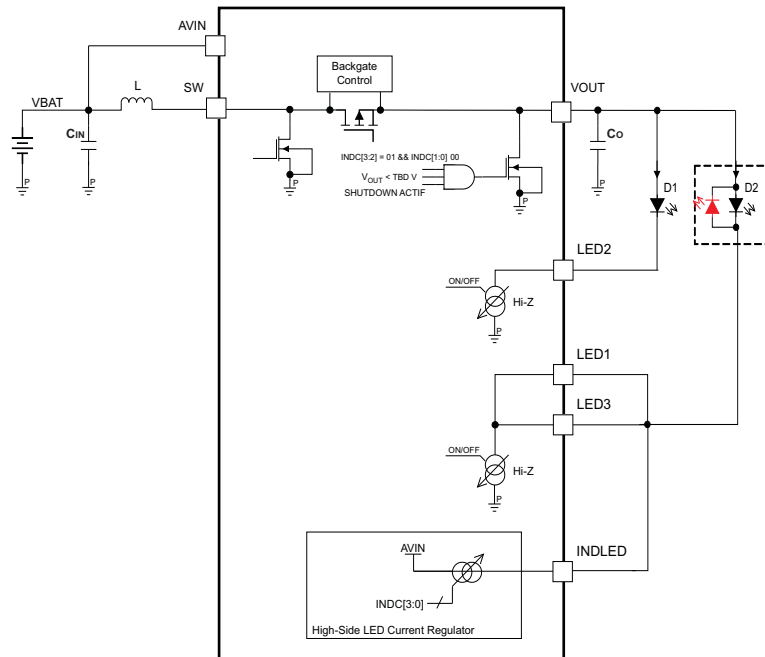 AVIN
L
SW
VBAT
CIN
P
P
Backgate
Control
VOUT
CO
P
INDC[3:2] = 01 && INDC[1:0] 00
VOUT < TBD V
SHUTDOWN ACTIF
P
P
D1
D2
LED2
ON/OFF
Hi-Z
P
LED1
LED3
ON/OFF
Hi-Z
P
INDLED
AVIN
INDC[3:0]
High-Side LED Current Regulator